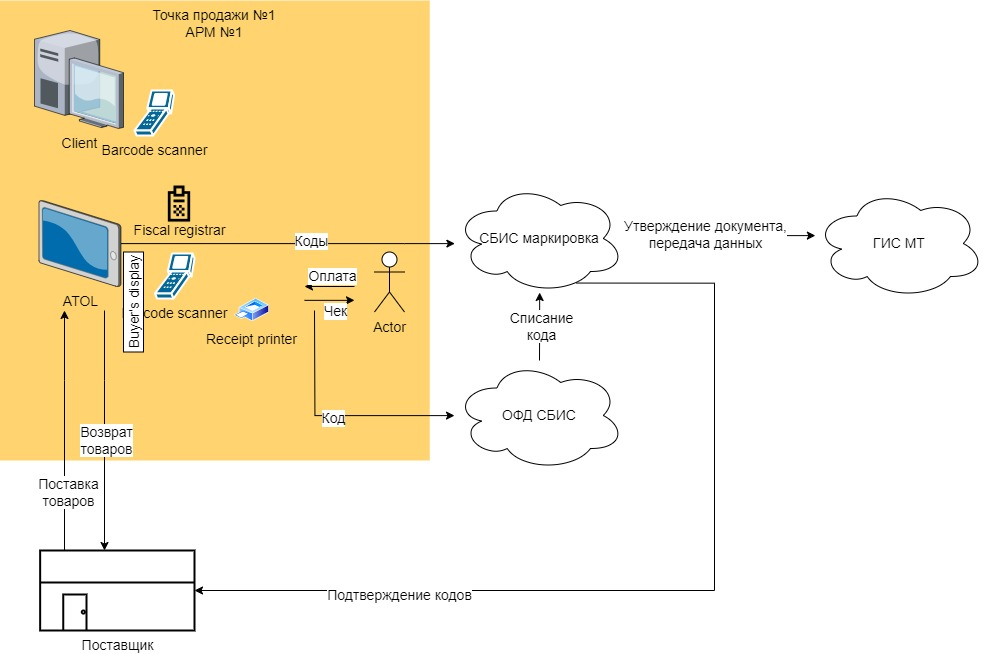 Точка продажи №1
АРМ №1
Client
Barcode scanner
Fiscal registrar
Коды
СБИС маркировка
Утверждение документа,
передача данных
ГИС МТ
Buyer's display
ATOL
code scanner
Оплата
Чек
Actor
Receipt printer
Списание
кода
Код
ОФД СБИС
Возврат
товаров
Поставка
товаров
Подтверждение кодов
Поставщик